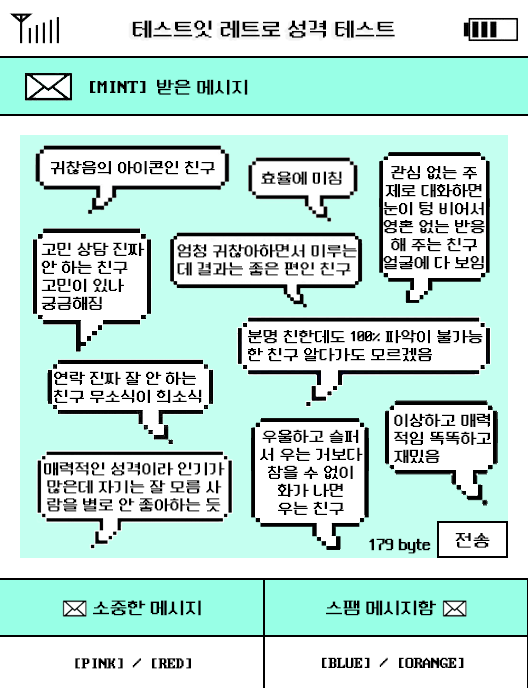 테스트잇 레트로 성격 테스트
[MINT] 받은 메시지
귀찮음의 아이콘인 친구
효율에 미침
관심 없는 주
제로 대화하면
눈이 텅 비어서
영혼 없는 반응
해 주는 친구
얼굴에 다 보임
고민 상담 진짜
안 하는 친구
고민이 있나
궁금해짐
엄청 귀찮아하면서 미루는
데 결과는 좋은 편인 친구
분명 친한데도 100% 파악이 불가능
한 친구 알다가도 모르겠음
연락 진짜 잘 안 하는
친구 무소식이 희소식
이상하고 매력
적임 똑똑하고
재밌음
우울하고 슬퍼
서 우는 거보다
참을 수 없이
화가 나면
우는 친구
매력적인 성격이라 인기가
많은데 자기는 잘 모름 사
람을 별로 안 좋아하는 듯
179 byte 전송
소중한 메시지
스팸 메시지함
[PINK] / [RED]
[BLUE] / [ORANGE]